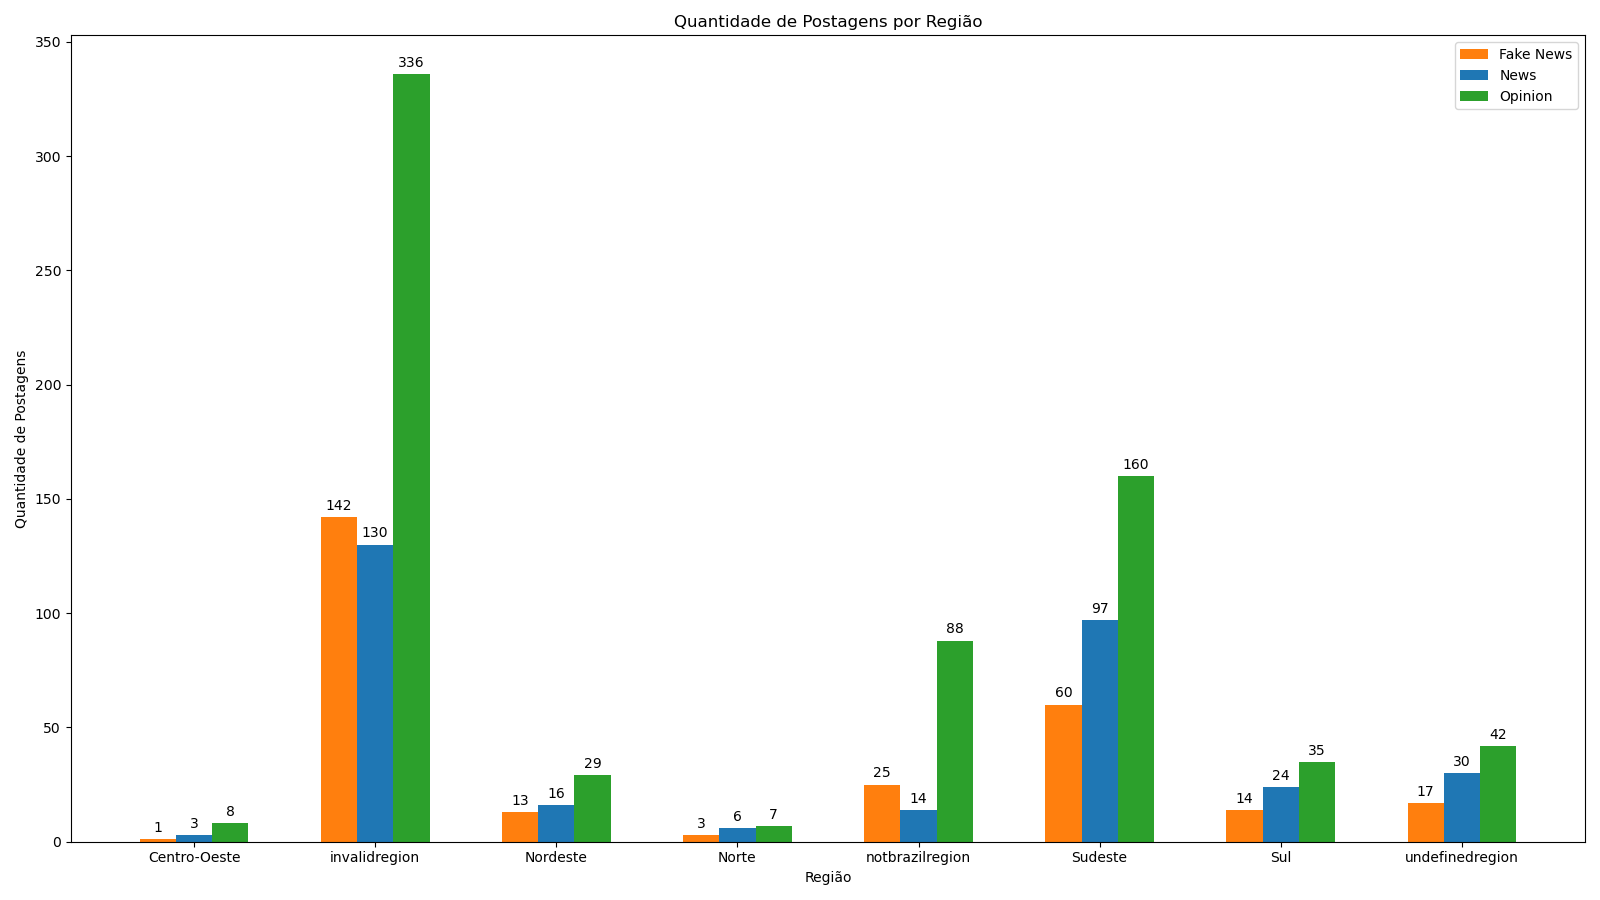 Quantidade de Postagens por Região
Fake News
News
Opinion
Quantidade de Postagens
350
300
250
200
150
100
50
0
1
3
8
142
130
336
13
16
29
3
6
7
25
14
88
60
97
160
14
24
35
17
30
42
Centro-Oeste
invalidregion
Nordeste
Norte
notbrazilregion
Sudeste
Sul
undefinedregion
Região